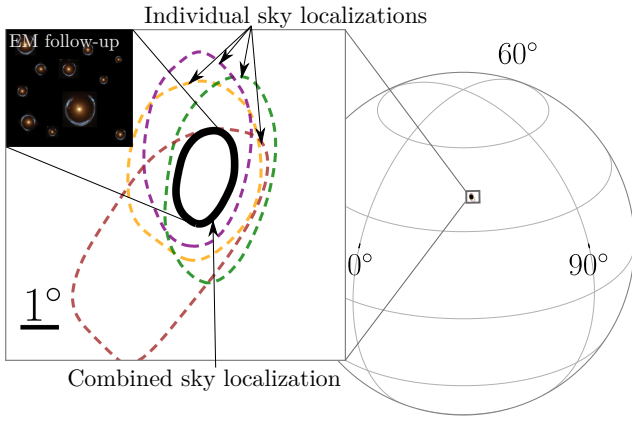 Individual sky localizations
EM follow-up
60°
0°
90°
1°
Combined sky localization